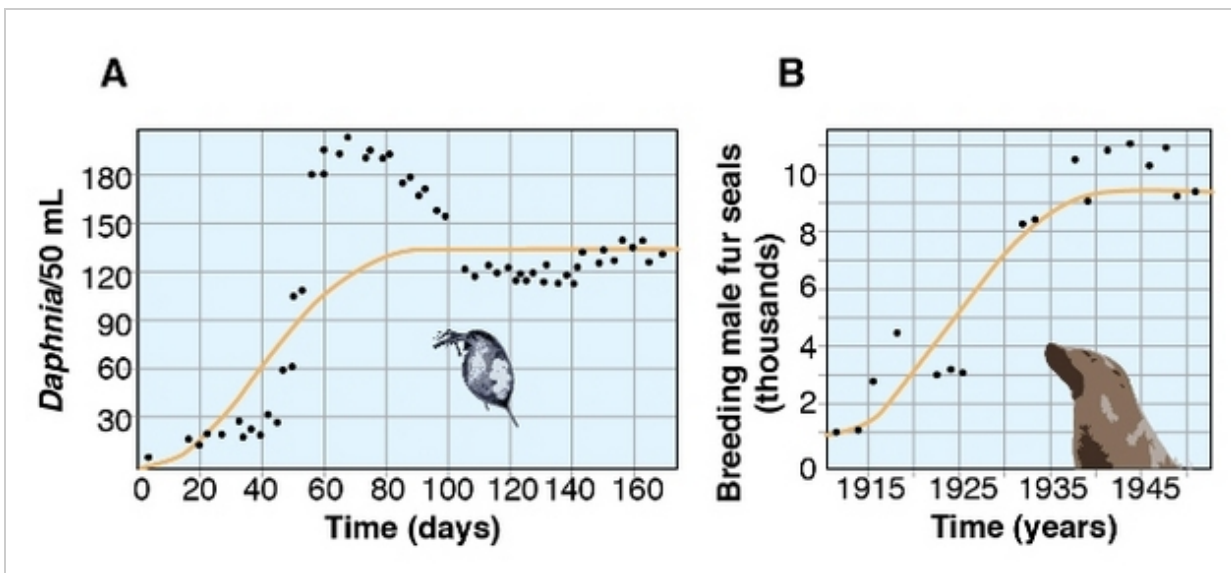 A
Daphnia/50 mL
180
150
120
90
60
30
0 20 40 60 80 100 120 140 160
Time (days)
B
Breeding male fur seals
(thousands)
10
8
6
4
2
0
1915 1925 1935 1945
Time (years)